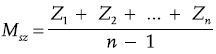 M_sz = (Z_1 + Z_2 + ... + Z_n) / (n − 1)